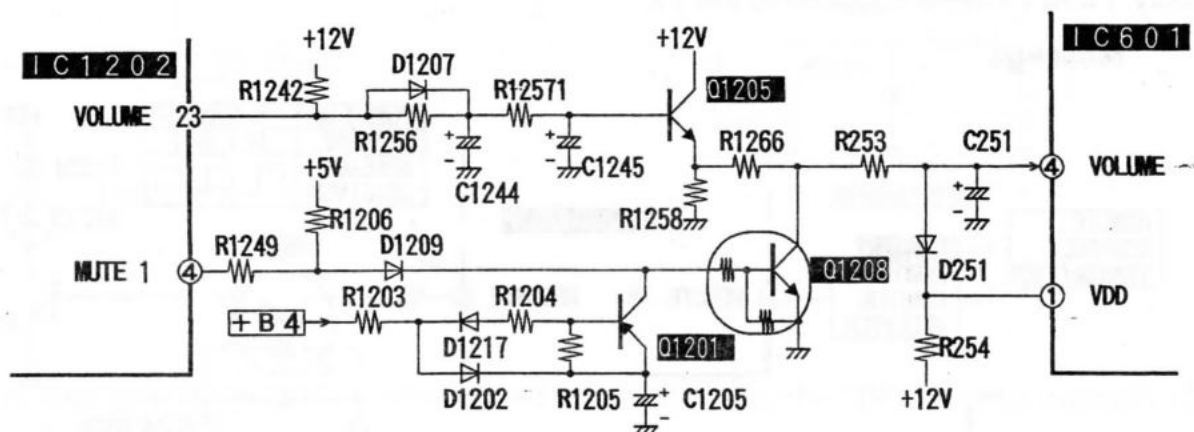 IC1202
VOLUME 23
+12V
R1242
D1207
R1256
C1244
R12571
C1245
+12V
Q1205
R1266
R1258
R253
C251
IC601
4 VOLUME
+5V
R1206
MUTE 1 4
R1249
D1209
Q1208
D251
1 VDD
+B4
R1203
R1204
D1217
D1202
R1205
Q1201
C1205
R254
+12V